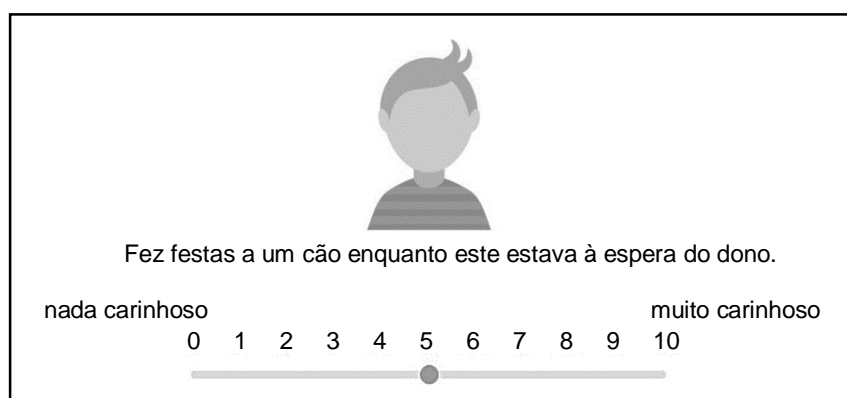 Fez festas a um cão enquanto este estava à espera do dono.
nada carinhoso muito carinhoso
0 1 2 3 4 5 6 7 8 9 10